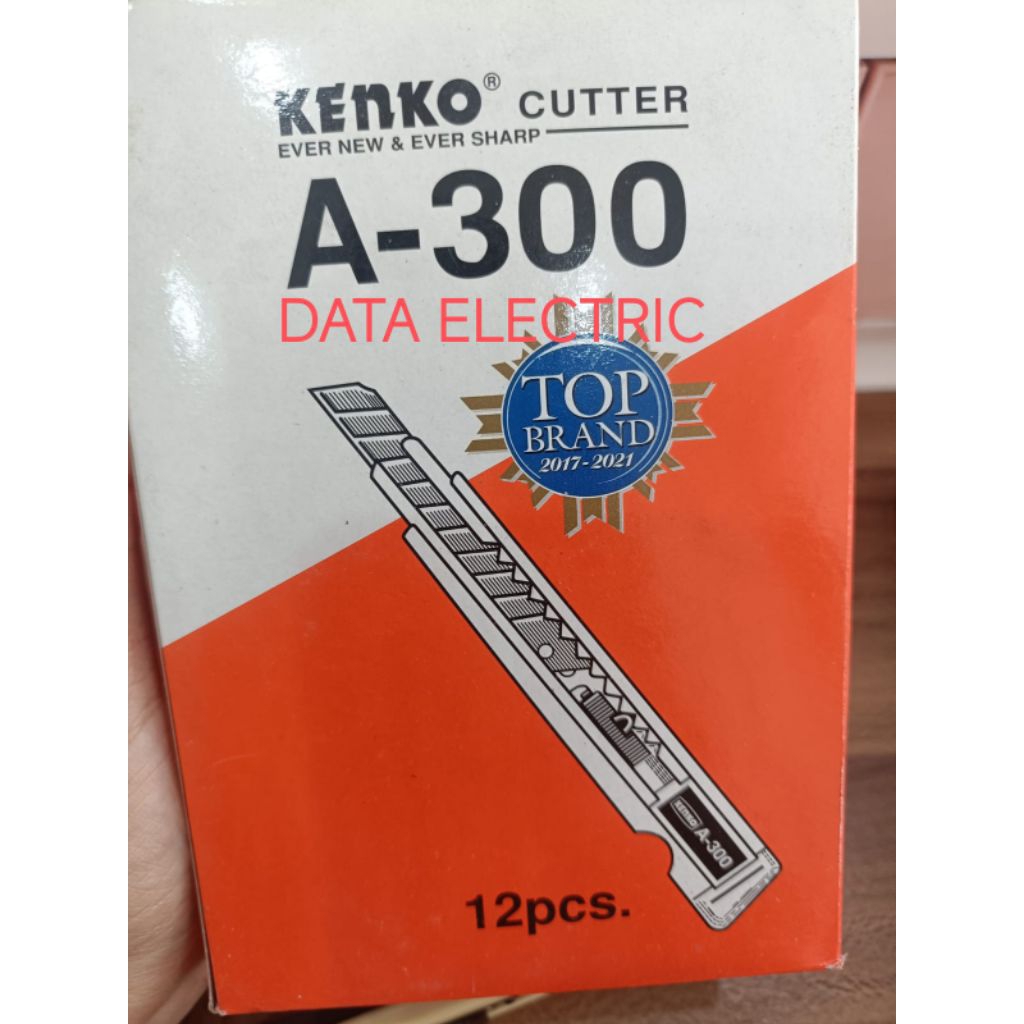 KENKO® CUTTER
EVER NEW & EVER SHARP
A-300
DATA ELECTRIC
TOP
BRAND
2017-2021
KENKO A-300
12pcs.